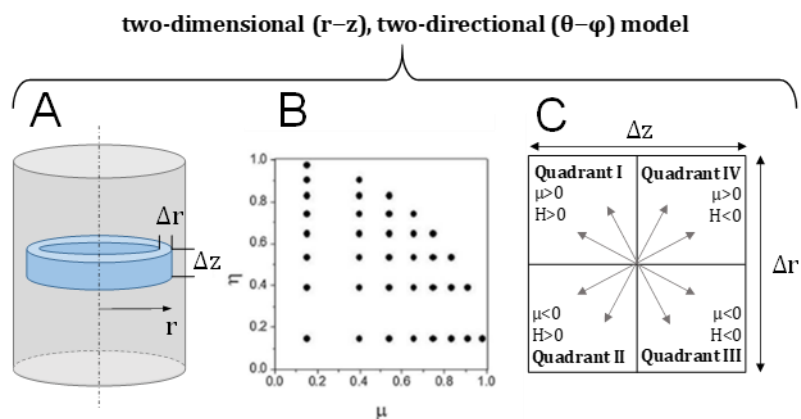 two-dimensional (r−z), two-directional (θ−φ) model
A
Δr
Δz
r
B
1.0
0.8
0.6
0.4
0.2
0.0
η
0.0 0.2 0.4 0.6 0.8 1.0
μ
C
Δz
Quadrant I
μ>0
H>0
Quadrant IV
μ>0
H<0
Δr
μ<0
H>0
Quadrant II
μ<0
H<0
Quadrant III